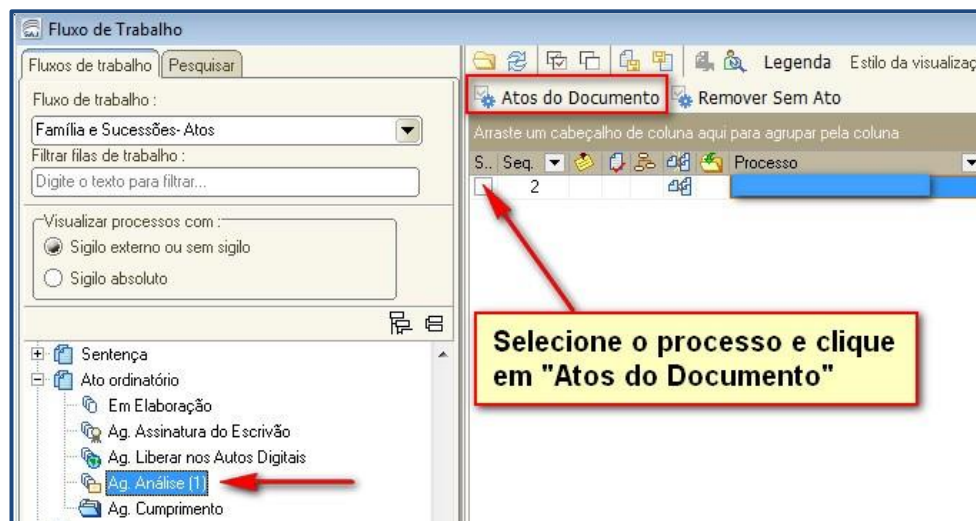 Fluxo de Trabalho
Fluxos de trabalho Pesquisar
Fluxo de trabalho :
Família e Sucessões- Atos
Filtrar filas de trabalho :
Digite o texto para filtrar...
Visualizar processos com :
Sigilo externo ou sem sigilo
Sigilo absoluto
Sentença
Ato ordinatório
Em Elaboração
Ag. Assinatura do Escrivão
Ag. Liberar nos Autos Digitais
Ag. Análise (1)
Ag. Cumprimento
Legenda Estilo da visualizaç
Atos do Documento Remover Sem Ato
Arraste um cabeçalho de coluna aqui para agrupar pela coluna
S.. Seq. Processo
2
Selecione o processo e clique
em "Atos do Documento"